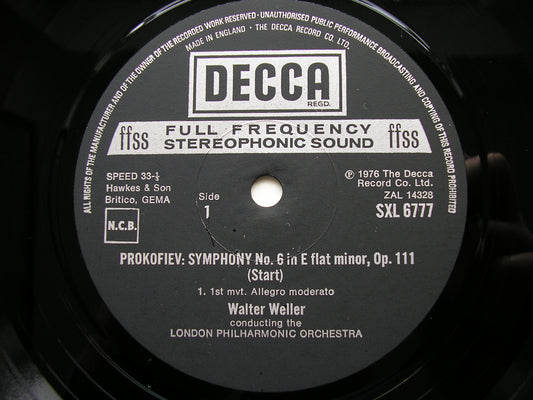 ALL RIGHTS OF THE MANUFACTURER AND OF THE OWNER OF THE RECORDED WORK RESERVED · UNAUTHORISED PUBLIC PERFORMANCE BROADCASTING AND COPYING OF THIS RECORD PROHIBITED
MADE IN ENGLAND · THE DECCA RECORD CO. LTD.
DECCA
REGD.
ffss FULL FREQUENCY ffss
STEREOPHONIC SOUND
SPEED 33-⅓
Hawkes & Son
Britico, GEMA
N.C.B.
Side
1
℗ 1976 The Decca
Record Co. Ltd.
ZAL 14328
SXL 6777
PROKOFIEV: SYMPHONY No. 6 in E flat minor, Op. 111
(Start)
1. 1st mvt. Allegro moderato
Walter Weller
conducting the
LONDON PHILHARMONIC ORCHESTRA